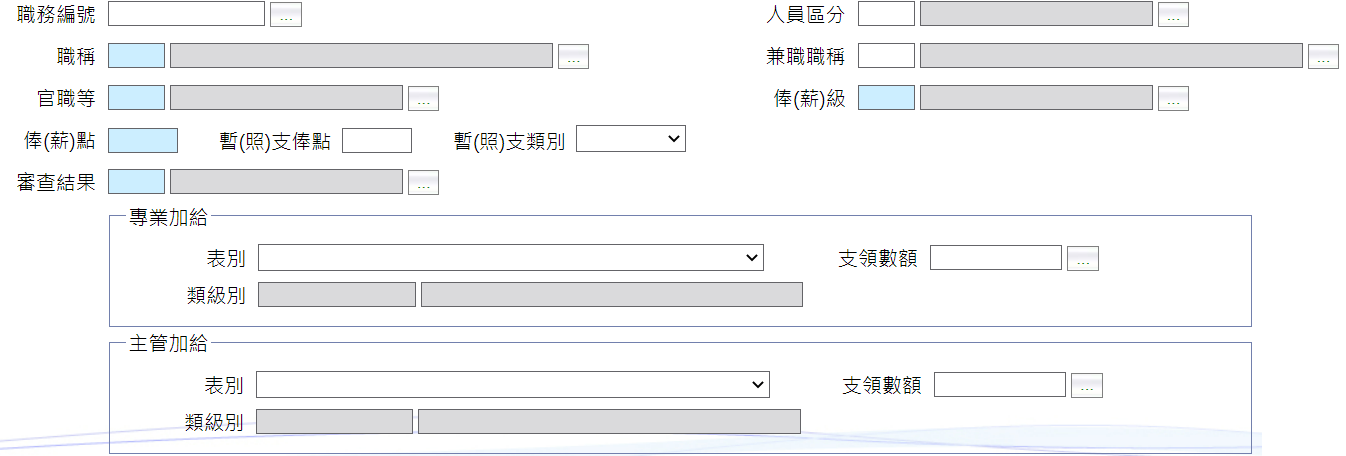 職務編號 ... 人員區分 ...
職稱 ... 兼職職稱 ...
官職等 ... 俸(薪)級 ...
俸(薪)點 暫(照)支俸點 暫(照)支類別
審查結果 ...
專業加給
表別 支領數額 ...
類級別
主管加給
表別 支領數額 ...
類級別